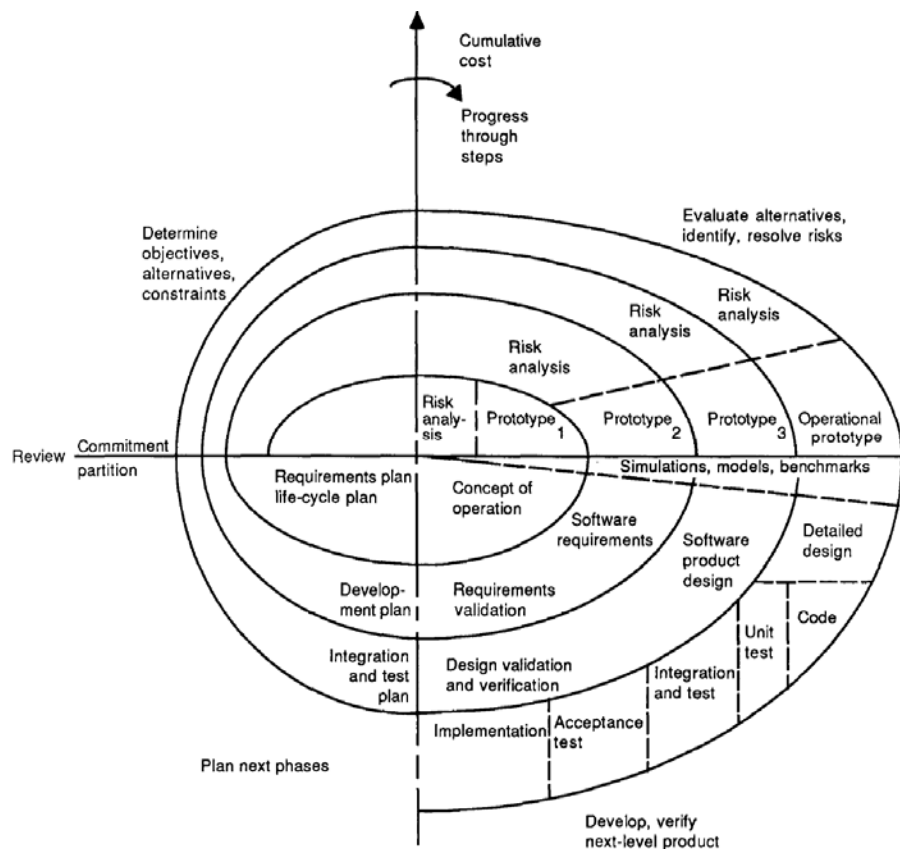 Cumulative
cost
Progress
through
steps
Evaluate alternatives,
identify, resolve risks
Determine
objectives,
alternatives,
constraints
Risk
analysis
Risk
analysis
Risk
analysis
Risk
analy-
sis
Prototype 1
Prototype 2
Prototype 3
Operational
prototype
Review
Commitment
partition
Simulations, models, benchmarks
Requirements plan
life-cycle plan
Concept of
operation
Software
requirements
Software
product
design
Detailed
design
Develop-
ment plan
Requirements
validation
Code
Unit
test
Integration
and test
plan
Design validation
and verification
Integration
and test
Implementation
Acceptance
test
Plan next phases
Develop, verify
next-level product